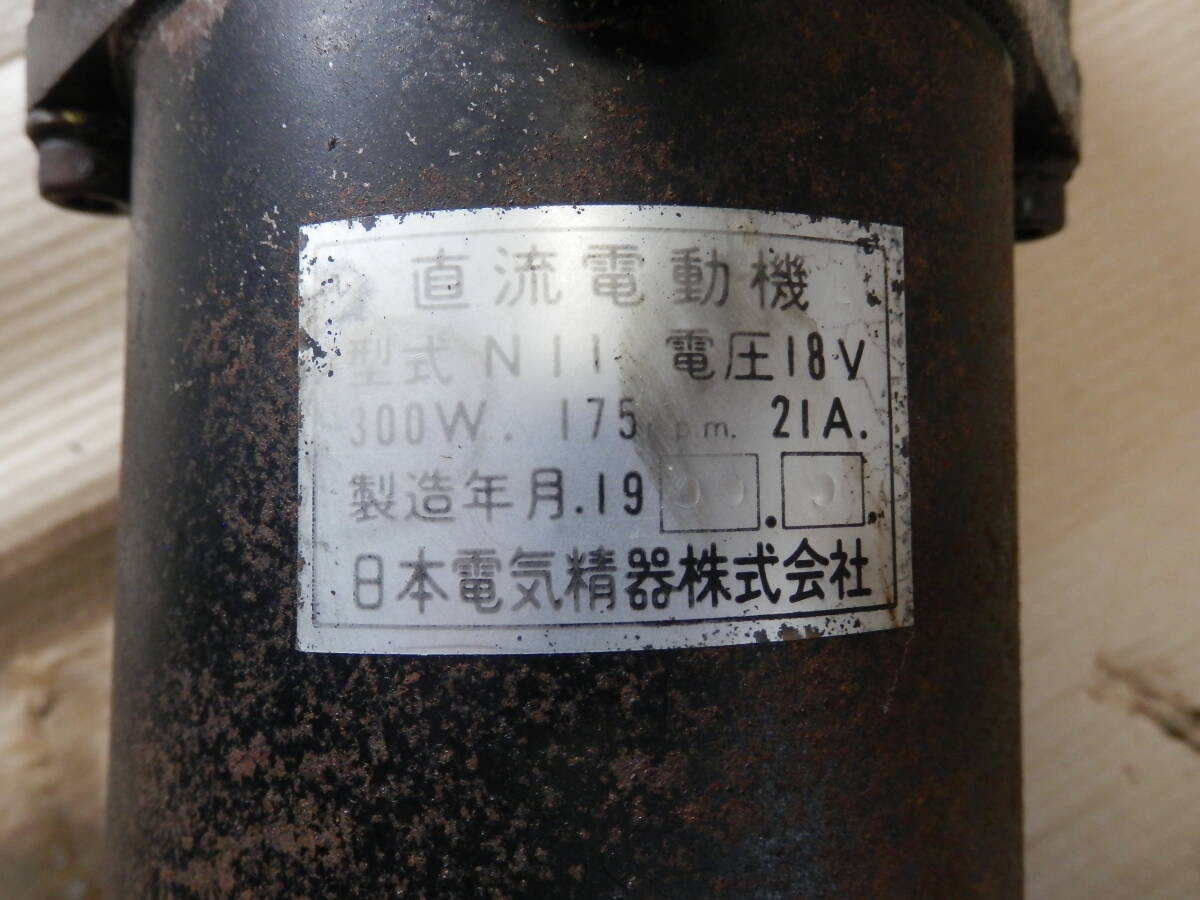 直流電動機
型式 N11 電圧18V
300W. 175 r.p.m. 21A.
製造年月.19 .
日本電気精器株式会社